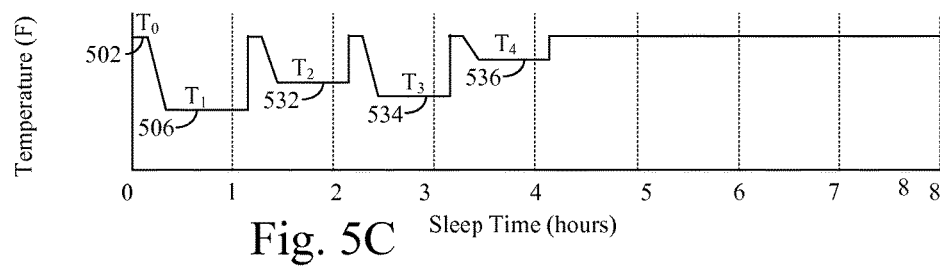 Temperature (F)
T0
502
T1
506
T2
532
T3
534
T4
536
0 1 2 3 4 5 6 7 8 8
Sleep Time (hours)
Fig. 5C